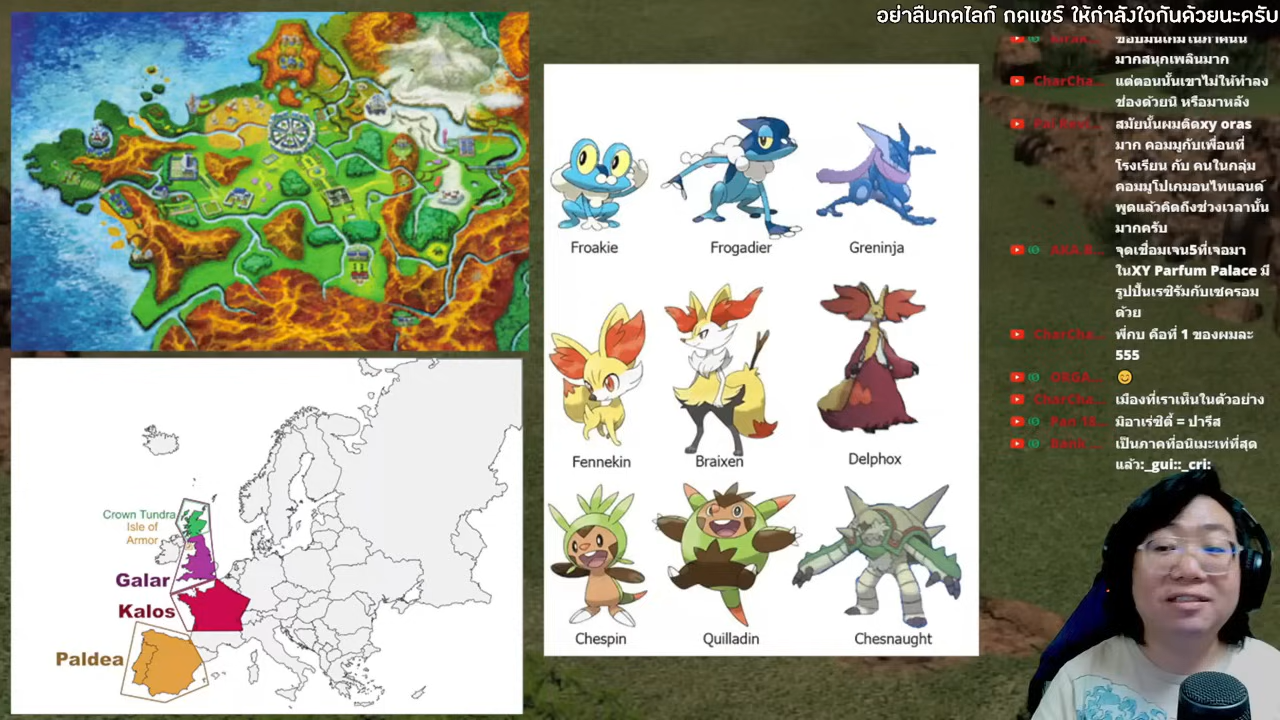 อย่าลืมกดไลก์ กดแชร์ ให้กำลังใจกันด้วยนะครับ
Froakie
Frogadier
Greninja
Fennekin
Braixen
Delphox
Chespin
Quilladin
Chesnaught
Crown Tundra
Isle of
Armor
Galar
Kalos
Paldea
มากสนุกเพลินมาก
CharCha... แต่ตอนนั้นเขาไม่ให้ทำลง
ช่องด้วยนิ หรือมาหลัง
สมัยนั้นผมติดxy oras
มาก คอมมูกับเพื่อนที่
โรงเรียน กับ คนในกลุ่ม
คอมมูโปเกมอนไทแลนด์
พูดแล้วคิดถึงช่วงเวลานั้น
มากครับ
จุดเชื่อมเจน5ที่เจอมา
ในXY Parfum Palace มี
รูปปั้นเรชิรัมกับเซครอม
ด้วย
CharCha... พี่กบ คือที่ 1 ของผมละ
555
ORGA...
CharCha... เมืองที่เราเห็นในตัวอย่าง
มิอาเร่ซิตี้ = ปารีส
เป็นภาคที่อนิเมะเท่ที่สุด
แล้ว:_gui::_cri: